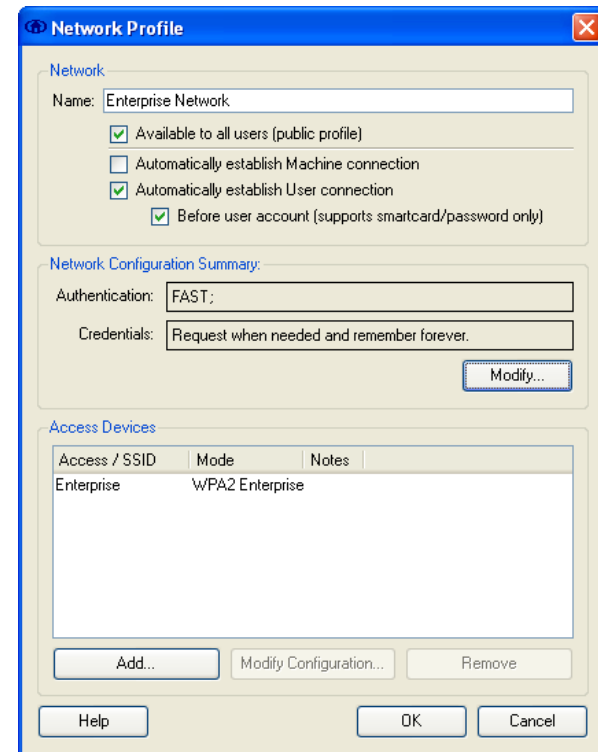 Network Profile
Network
Name: Enterprise Network
Available to all users (public profile)
Automatically establish Machine connection
Automatically establish User connection
Before user account (supports smartcard/password only)
Network Configuration Summary:
Authentication: FAST;
Credentials: Request when needed and remember forever.
Modify...
Access Devices
Access / SSID Mode Notes
Enterprise WPA2 Enterprise
Add... Modify Configuration... Remove
Help OK Cancel